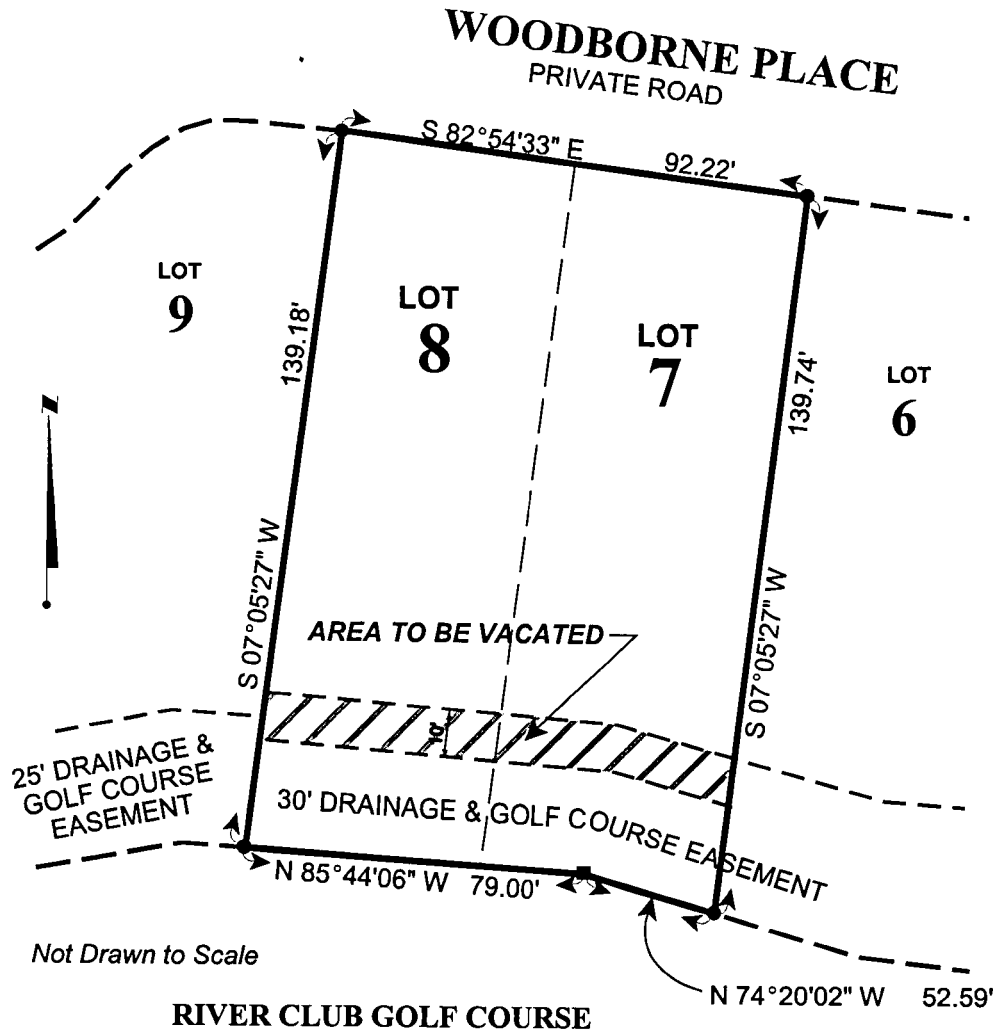 WOODBORNE PLACE
PRIVATE ROAD
S 82°54'33" E
92.22'
LOT
9
LOT
8
LOT
7
LOT
6
139.18'
139.74'
N
S 07°05'27" W
S 07°05'27" W
AREA TO BE VACATED
10'
25' DRAINAGE &
GOLF COURSE
EASEMENT
30' DRAINAGE & GOLF COURSE EASEMENT
N 85°44'06" W 79.00'
Not Drawn to Scale
N 74°20'02" W 52.59'
RIVER CLUB GOLF COURSE